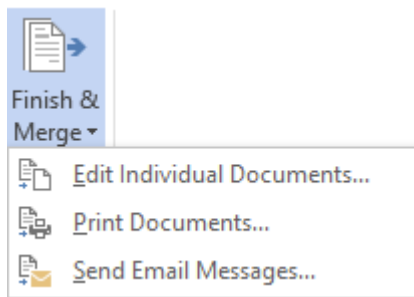 Finish &
Merge
Edit Individual Documents...
Print Documents...
Send Email Messages...